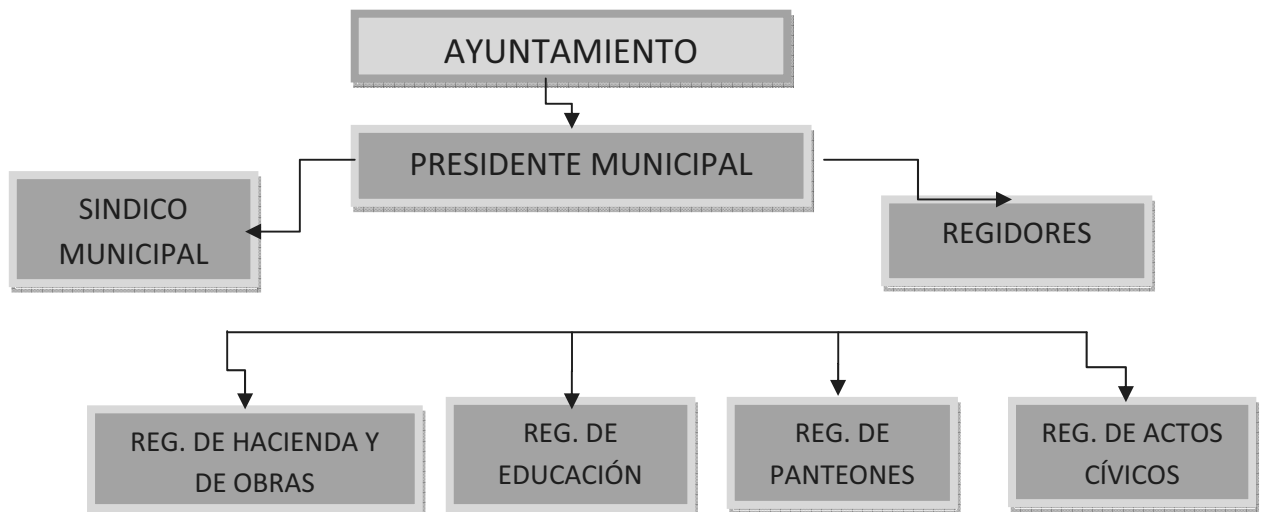 AYUNTAMIENTO
PRESIDENTE MUNICIPAL
SINDICO
MUNICIPAL
REGIDORES
REG. DE HACIENDA Y
DE OBRAS
REG. DE
EDUCACIÓN
REG. DE
PANTEONES
REG. DE ACTOS
CÍVICOS